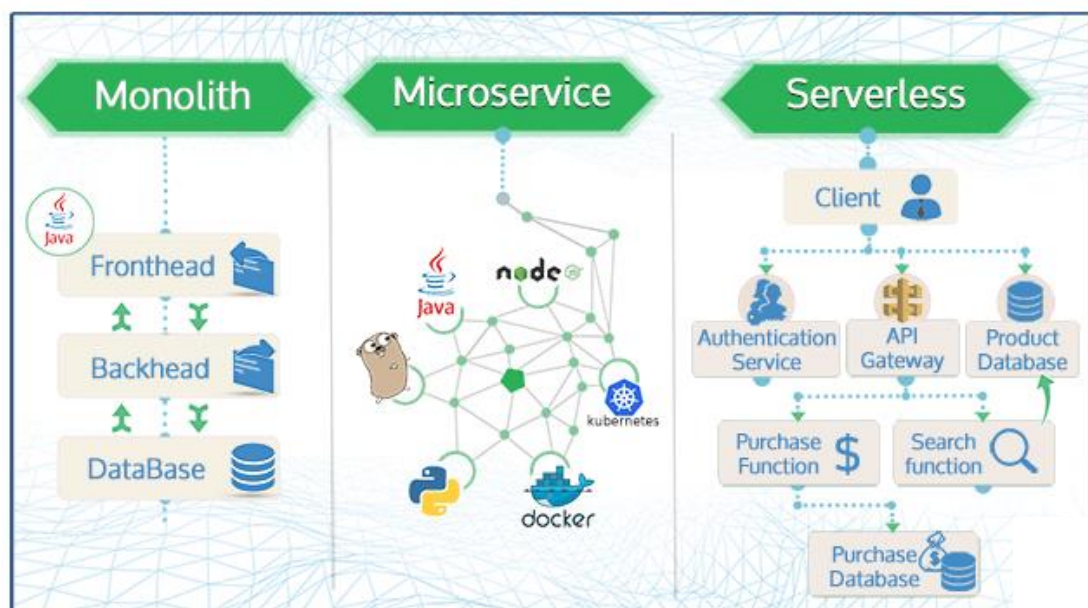 Monolith
Java
Fronthead
Backhead
DataBase
Microservice
node
JS
Java
kubernetes
docker
Serverless
Client
Authentication
Service
API
Gateway
Product
Database
Purchase
Function
$
Search
function
Purchase
Database
$